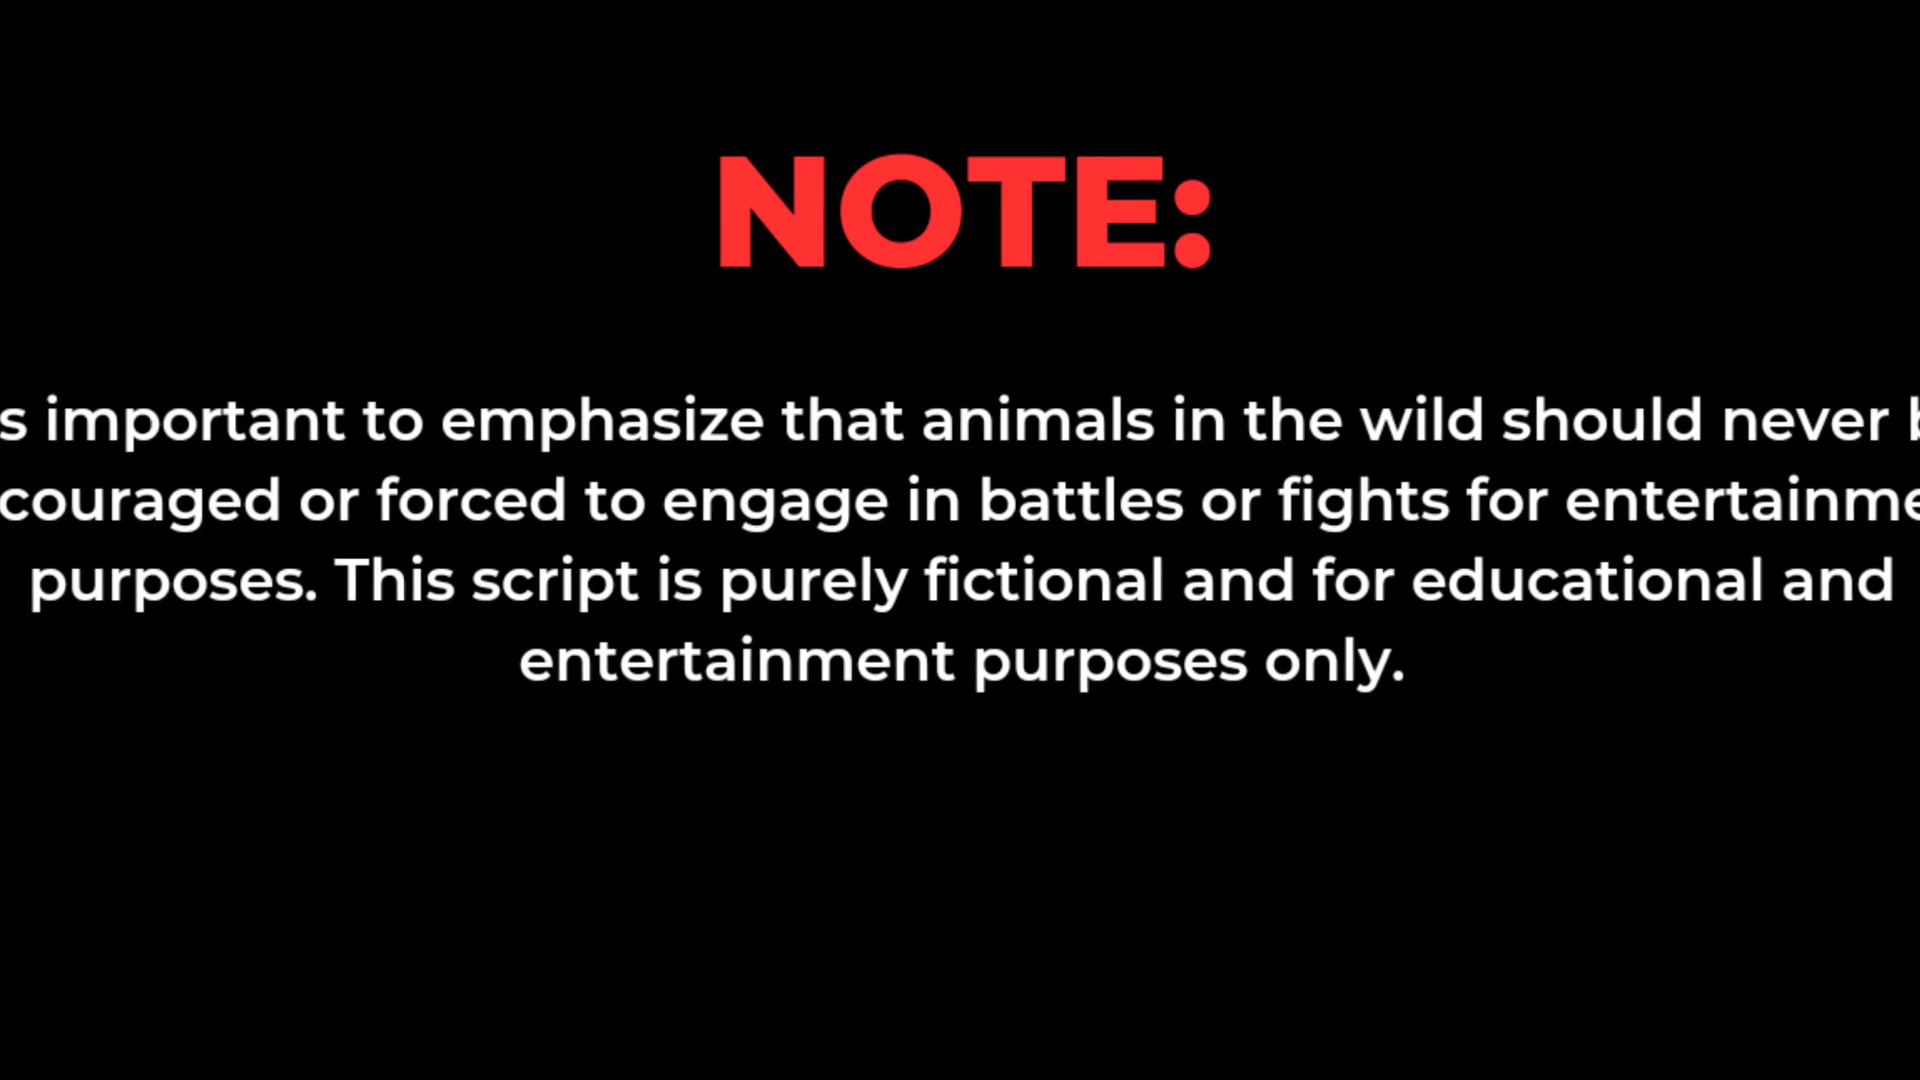 NOTE:
s important to emphasize that animals in the wild should never b
couraged or forced to engage in battles or fights for entertainme
purposes. This script is purely fictional and for educational and
entertainment purposes only.